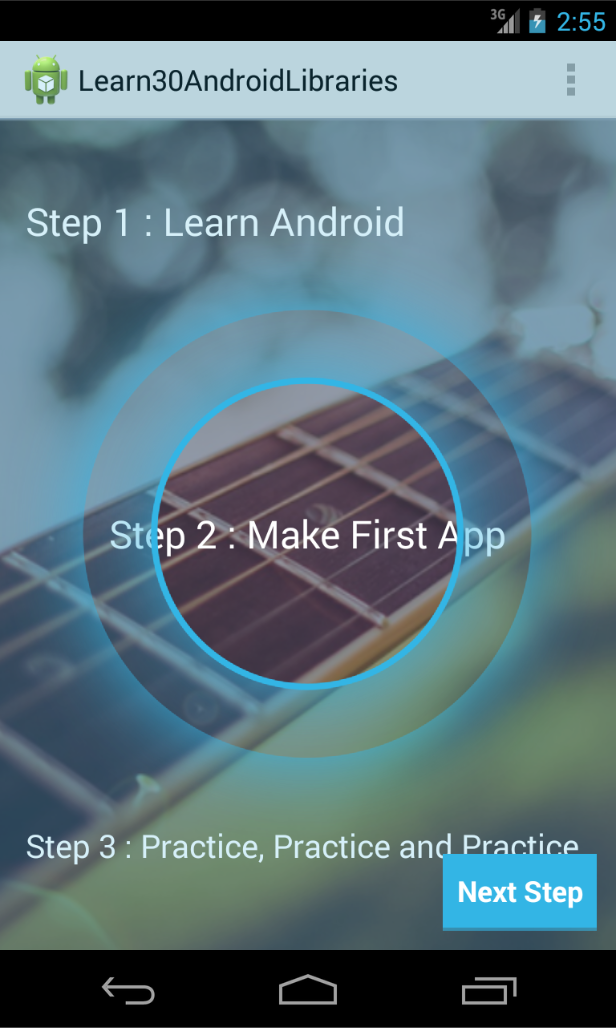 3G
2:55
Learn30AndroidLibraries
Step 1 : Learn Android
Step 2 : Make First App
Step 3 : Practice, Practice and Practice
Next Step